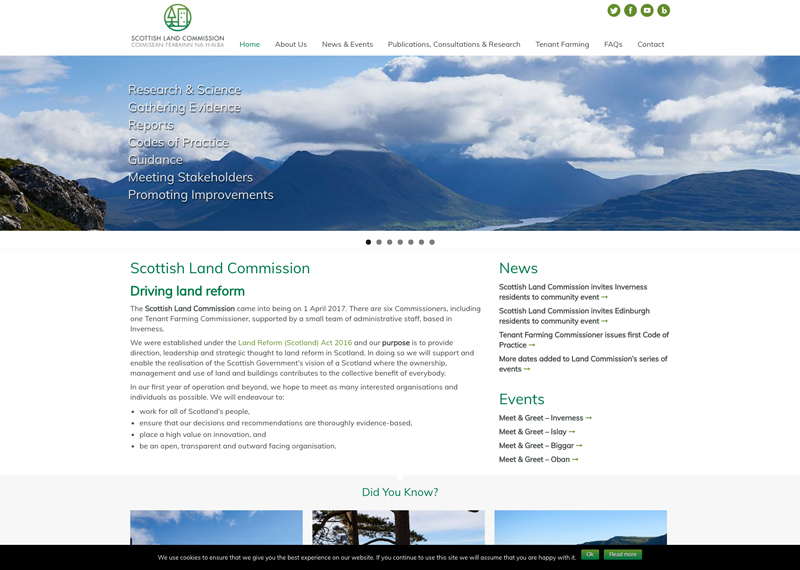 SCOTTISH LAND COMMISSION
COIMISEAN FEARAINN NA H-ALBA
Home
About Us
News & Events
Publications, Consultations & Research
Tenant Farming
FAQs
Contact
Research & Science
Gathering Evidence
Reports
Codes of Practice
Guidance
Meeting Stakeholders
Promoting Improvements
Scottish Land Commission
Driving land reform
The Scottish Land Commission came into being on 1 April 2017. There are six Commissioners, including
one Tenant Farming Commissioner, supported by a small team of administrative staff, based in
Inverness.
We were established under the Land Reform (Scotland) Act 2016 and our purpose is to provide
direction, leadership and strategic thought to land reform in Scotland. In doing so we will support and
enable the realisation of the Scottish Government's vision of a Scotland where the ownership,
management and use of land and buildings contributes to the collective benefit of everybody.
In our first year of operation and beyond, we hope to meet as many interested organisations and
individuals as possible. We will endeavour to:
• work for all of Scotland's people,
• ensure that our decisions and recommendations are thoroughly evidence-based,
• place a high value on innovation, and
• be an open, transparent and outward facing organisation.
News
Scottish Land Commission invites Inverness
residents to community event →
Scottish Land Commission invites Edinburgh
residents to community event →
Tenant Farming Commissioner issues first Code of
Practice →
More dates added to Land Commission's series of
events →
Events
Meet & Greet – Inverness →
Meet & Greet – Islay →
Meet & Greet – Biggar →
Meet & Greet – Oban →
Did You Know?
We use cookies to ensure that we give you the best experience on our website. If you continue to use this site we will assume that you are happy with it.
Ok
Read more